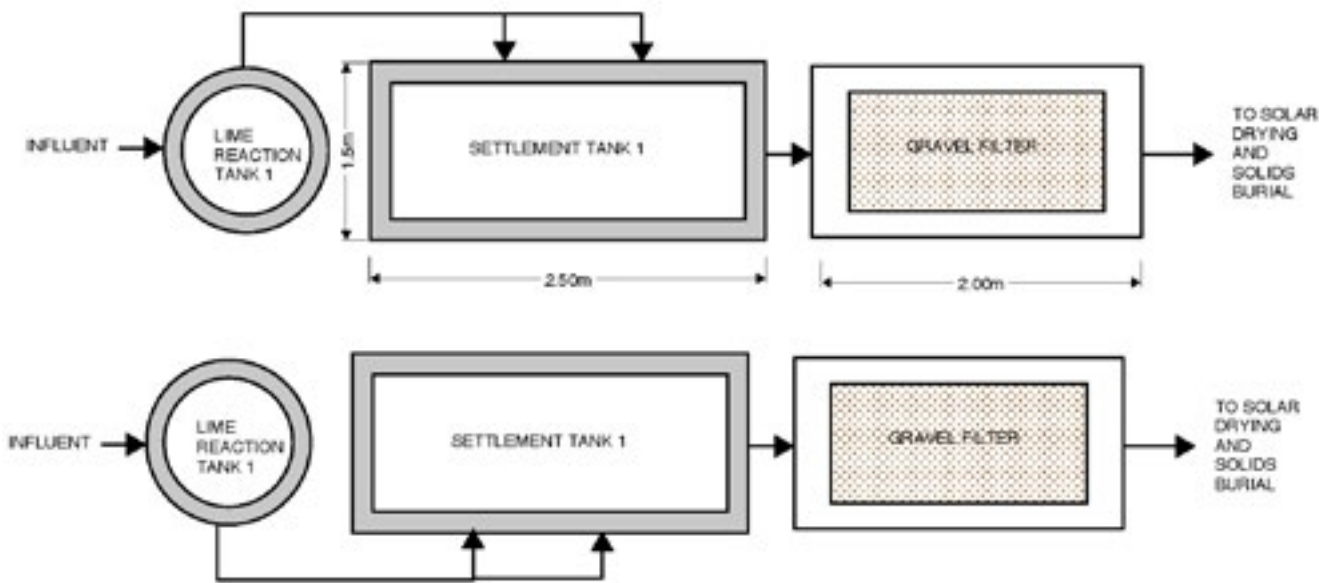 INFLUENT
LIME
REACTION
TANK 1
1.5m
SETTLEMENT TANK 1
GRAVEL FILTER
TO SOLAR
DRYING
AND
SOLIDS
BURIAL
2.50m
2.00m
INFLUENT
LIME
REACTION
TANK 1
SETTLEMENT TANK 1
GRAVEL FILTER
TO SOLAR
DRYING
AND
SOLIDS
BURIAL